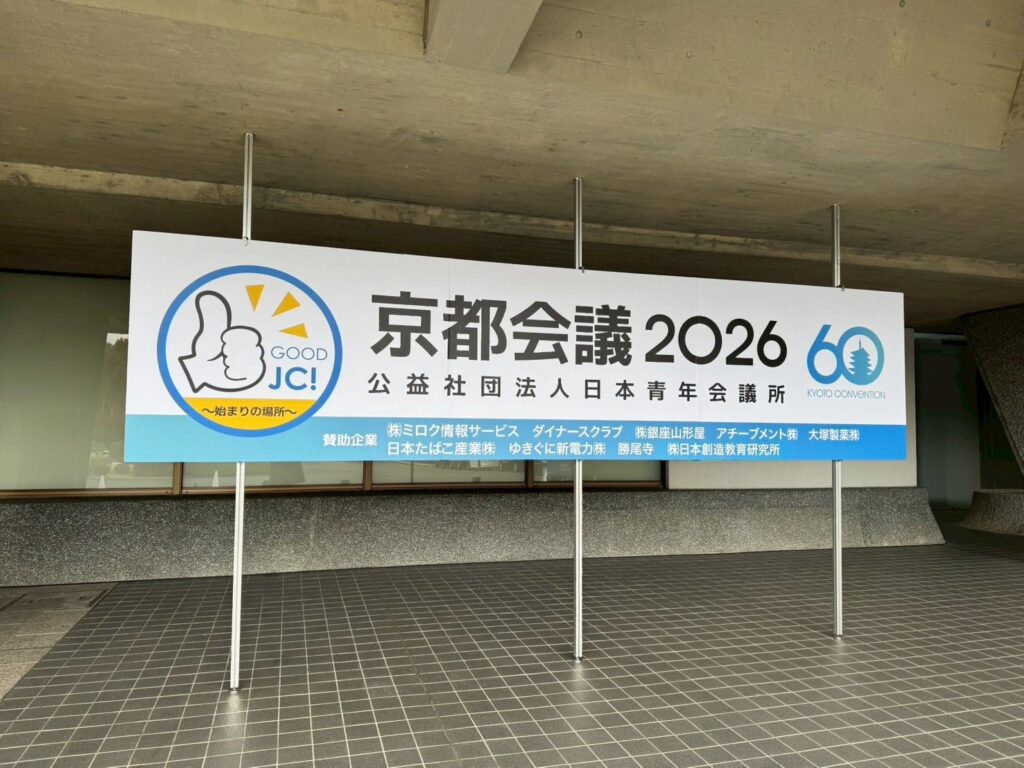 GOOD
JC!
～始まりの場所～
京都会議 2026
公益社団法人日本青年会議所
60
KYOTO CONVENTION
賛助企業
㈱ミロク情報サービス ダイナースクラブ ㈱銀座山形屋 アチーブメント㈱ 大塚製薬㈱
日本たばこ産業㈱ ゆきぐに新電力㈱ 勝尾寺 ㈱日本創造教育研究所